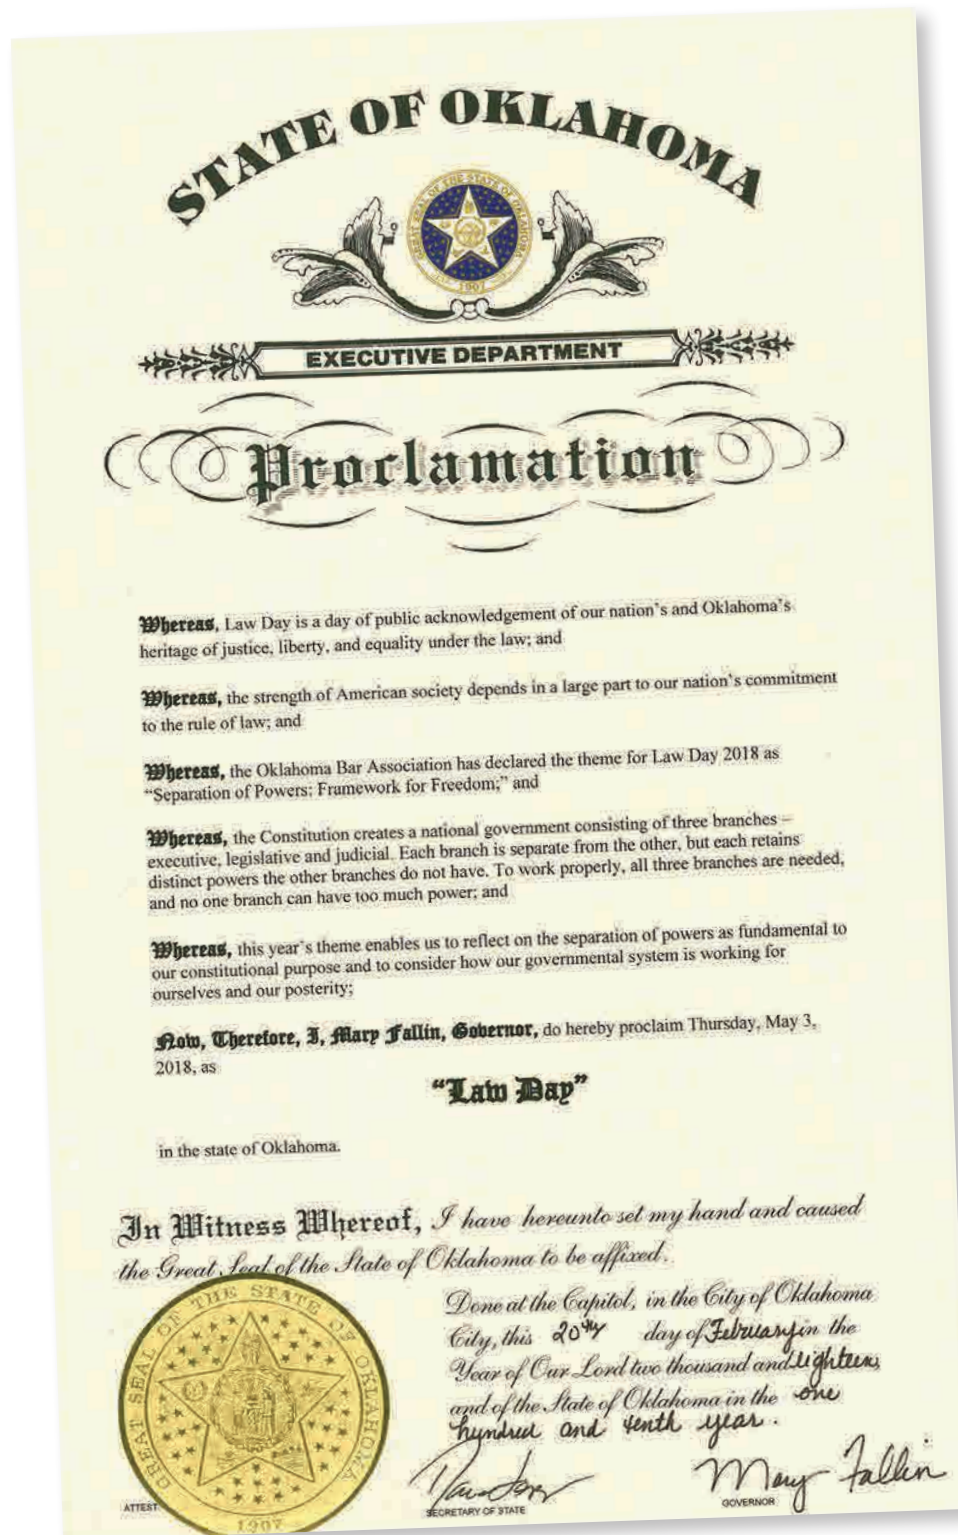 STATE OF OKLAHOMA
GREAT SEAL OF THE STATE OF OKLAHOMA
1907
EXECUTIVE DEPARTMENT
Proclamation
Whereas, Law Day is a day of public acknowledgement of our nation's and Oklahoma's
heritage of justice, liberty, and equality under the law; and
Whereas, the strength of American society depends in a large part to our nation's commitment
to the rule of law; and
Whereas, the Oklahoma Bar Association has declared the theme for Law Day 2018 as
“Separation of Powers: Framework for Freedom;” and
Whereas, the Constitution creates a national government consisting of three branches –
executive, legislative and judicial. Each branch is separate from the other, but each retains
distinct powers the other branches do not have. To work properly, all three branches are needed,
and no one branch can have too much power; and
Whereas, this year's theme enables us to reflect on the separation of powers as fundamental to
our constitutional purpose and to consider how our governmental system is working for
ourselves and our posterity;
Now, Therefore, I, Mary Fallin, Governor, do hereby proclaim Thursday, May 3,
2018, as
“Law Day”
in the state of Oklahoma.
In Witness Whereof, I have hereunto set my hand and caused
the Great Seal of the State of Oklahoma to be affixed.
Done at the Capitol, in the City of Oklahoma
City, this 20th day of February in the
Year of Our Lord two thousand and eighteen,
and of the State of Oklahoma in the one
hundred and tenth year.
GREAT SEAL OF THE STATE OF OKLAHOMA
1907
ATTEST:
SECRETARY OF STATE
Mary Fallin
GOVERNOR